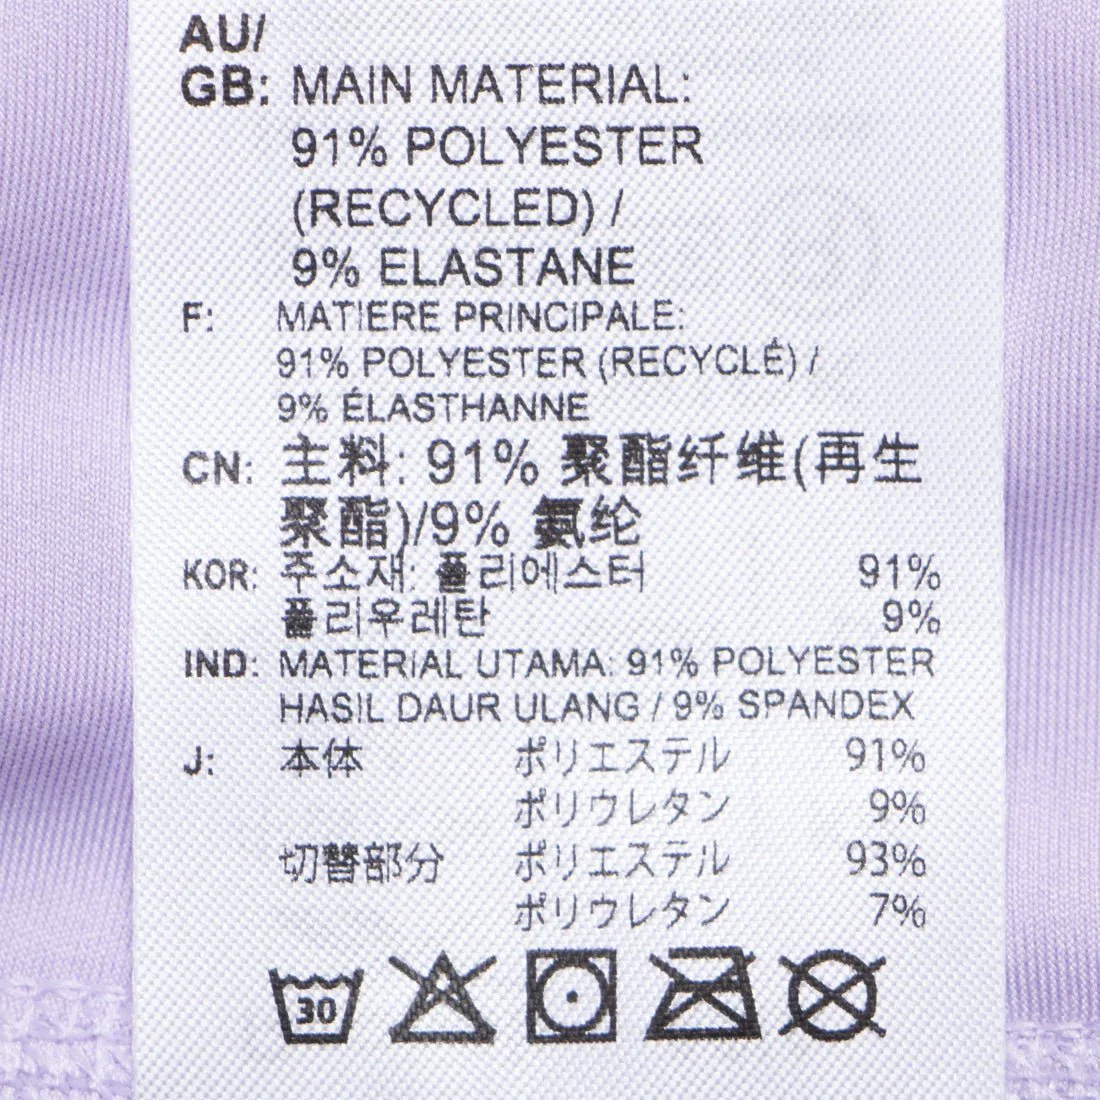 AU/
GB: MAIN MATERIAL:
91% POLYESTER
(RECYCLED) /
9% ELASTANE
F: MATIERE PRINCIPALE:
91% POLYESTER (RECYCLÉ) /
9% ÉLASTHANNE
CN: 主料: 91% 聚酯纤维(再生
聚酯)/9% 氨纶
KOR: 주소재: 폴리에스터 91%
폴리우레탄 9%
IND: MATERIAL UTAMA: 91% POLYESTER
HASIL DAUR ULANG / 9% SPANDEX
J: 本体 ポリエステル 91%
ポリウレタン 9%
切替部分 ポリエステル 93%
ポリウレタン 7%
30